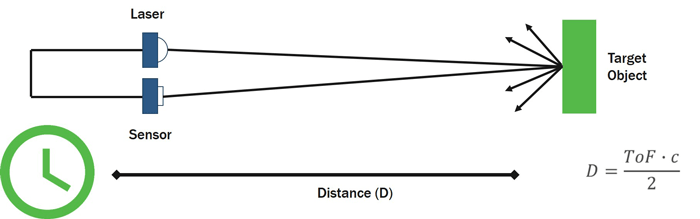 Laser
Target
Object
Sensor
Distance (D)
D = ToF · c / 2